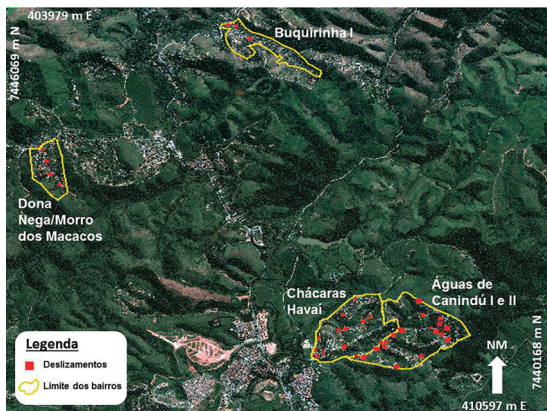 403979 m E
7446069 m N
Buquirinha I
Dona
Nega/Morro
dos Macacos
Chácaras
Havaí
Águas de
Canindú I e II
Legenda
Deslizamentos
Limite dos bairros
NM
7440168 m N
410597 m E